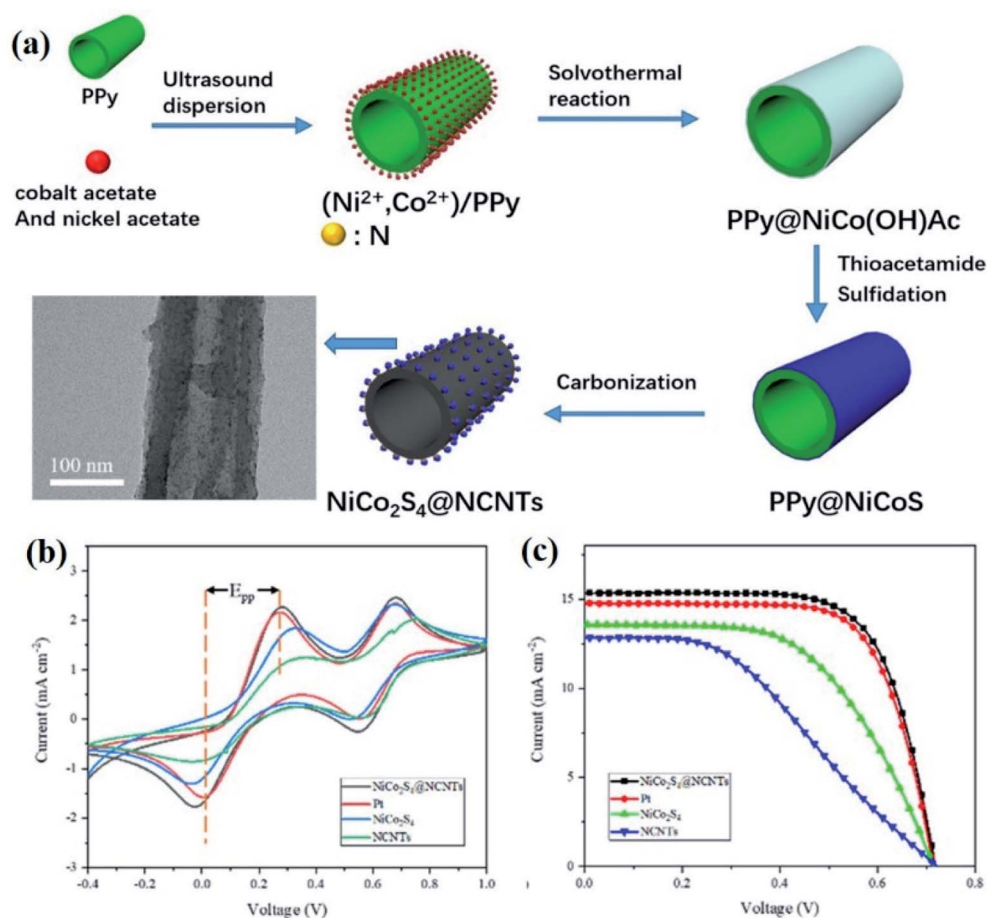 (a)
PPy
Ultrasound
dispersion
Solvothermal
reaction
cobalt acetate
And nickel acetate
(Ni²⁺,Co²⁺)/PPy
: N
PPy@NiCo(OH)Ac
Thioacetamide
Sulfidation
Carbonization
100 nm
NiCo₂S₄@NCNTs
PPy@NiCoS
(b)
Epp
3
2
1
0
-1
-2
-3
Current (mA cm⁻²)
NiCo₂S₄@NCNTs
Pt
NiCo₂S₄
NCNTs
-0.4
-0.2
0.0
0.2
0.4
0.6
0.8
1.0
Voltage (V)
(c)
15
10
5
0
Current (mA cm⁻²)
NiCo₂S₄@NCNTs
Pt
NiCo₂S₄
NCNTs
0.0
0.2
0.4
0.6
0.8
Voltage (V)